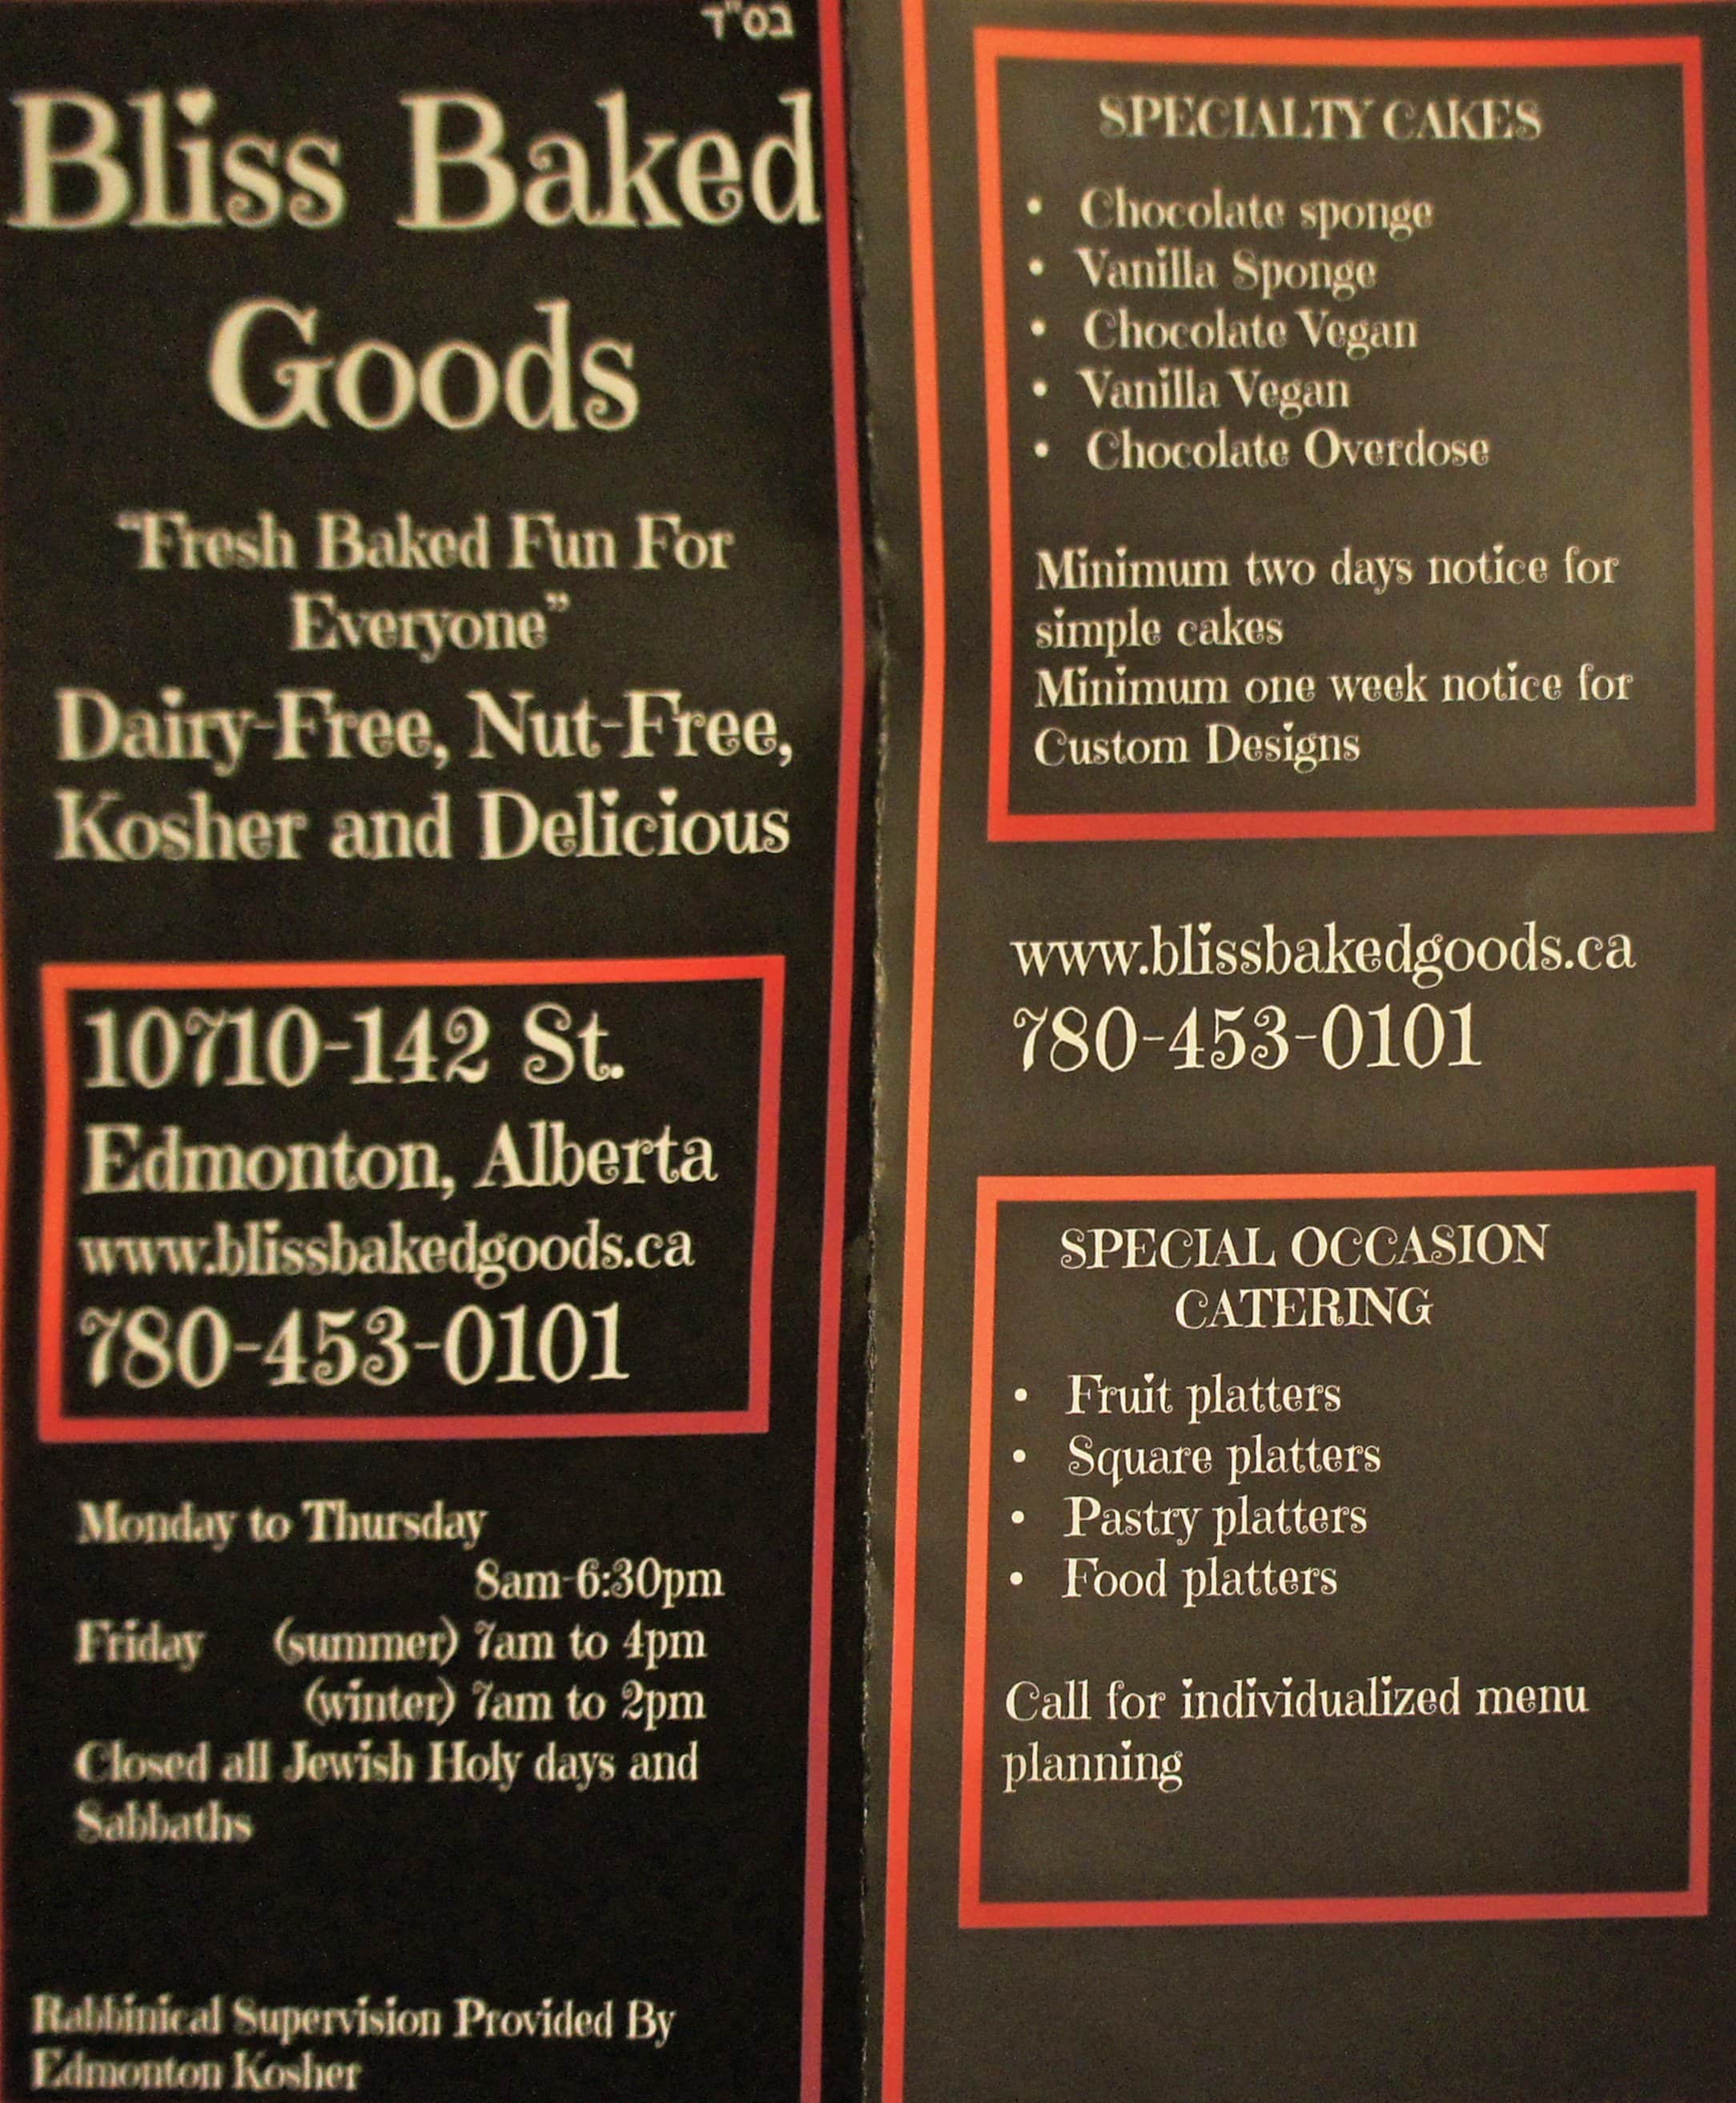 בס"ד
Bliss Baked
Goods
"Fresh Baked Fun For
Everyone"
Dairy-Free, Nut-Free,
Kosher and Delicious
10710-142 St.
Edmonton, Alberta
www.blissbakedgoods.ca
780-453-0101
Monday to Thursday
8am-6:30pm
Friday (summer) 7am to 4pm
(winter) 7am to 2pm
Closed all Jewish Holy days and
Sabbaths
Rabbinical Supervision Provided By
Edmonton Kosher
SPECIALTY CAKES
• Chocolate sponge
• Vanilla Sponge
• Chocolate Vegan
• Vanilla Vegan
• Chocolate Overdose
Minimum two days notice for
simple cakes
Minimum one week notice for
Custom Designs
www.blissbakedgoods.ca
780-453-0101
SPECIAL OCCASION
CATERING
• Fruit platters
• Square platters
• Pastry platters
• Food platters
Call for individualized menu
planning